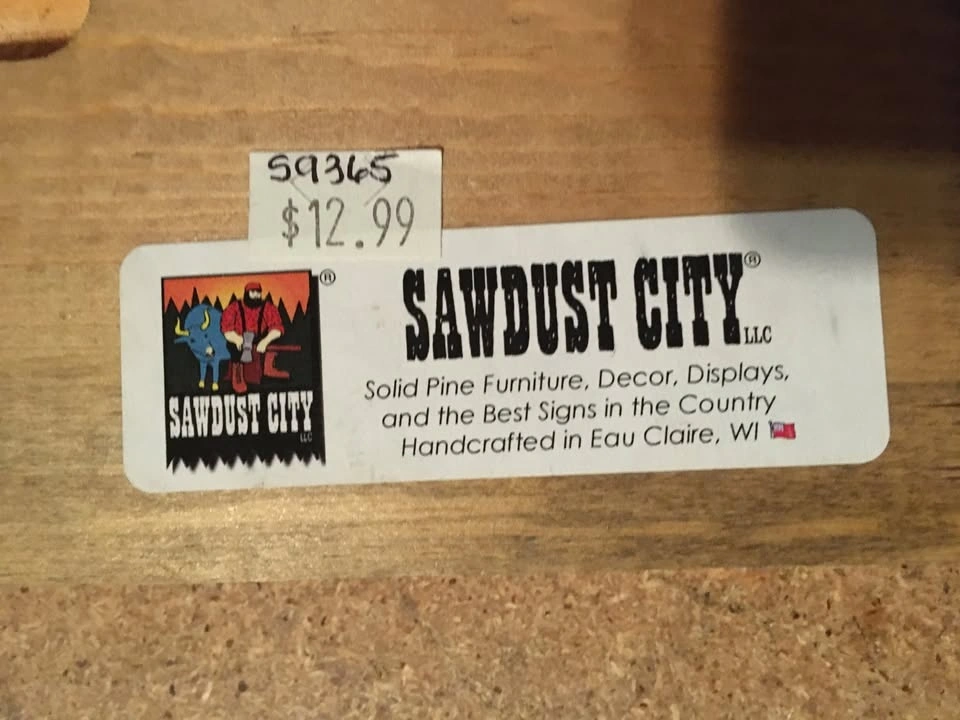 S9365
$12.99
®
SAWDUST CITY®LLC
SAWDUST CITY
LLC
Solid Pine Furniture, Decor, Displays,
and the Best Signs in the Country
Handcrafted in Eau Claire, WI